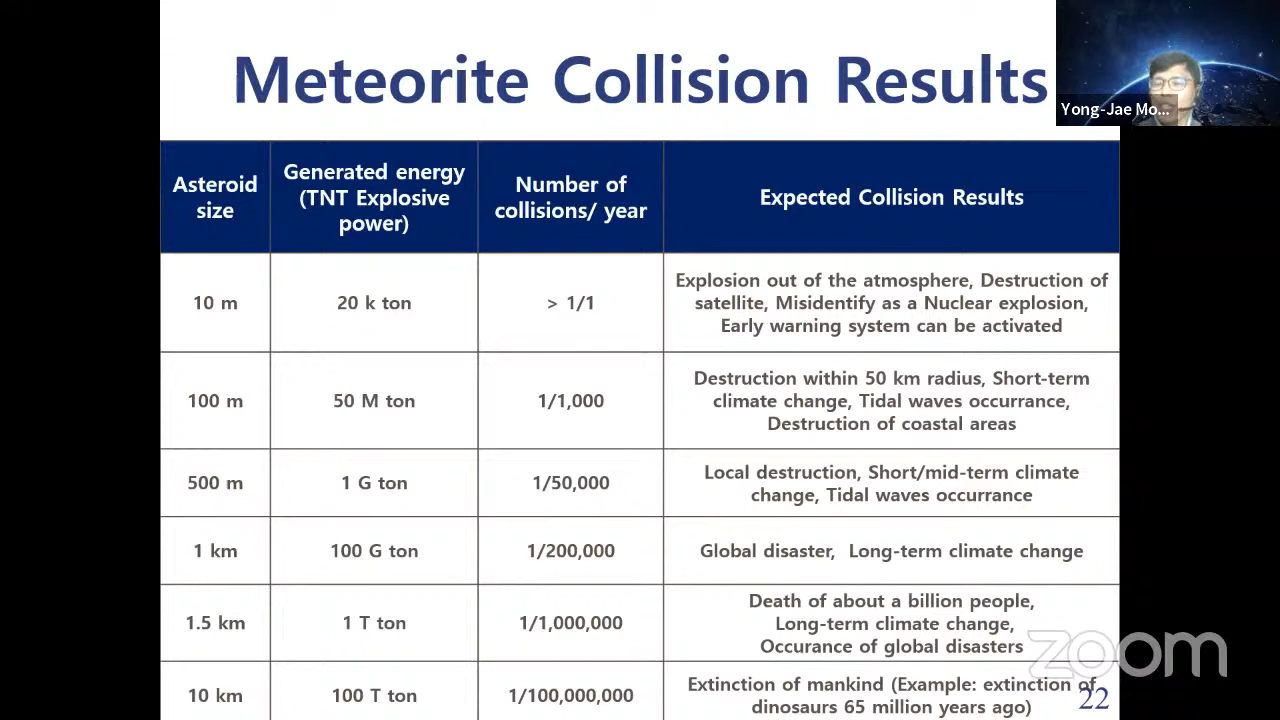 Meteorite Collision Results
Yong-Jae Mo...
Asteroid
size
Generated energy
(TNT Explosive
power)
Number of
collisions/ year
Expected Collision Results
10 m
20 k ton
> 1/1
Explosion out of the atmosphere, Destruction of
satellite, Misidentify as a Nuclear explosion,
Early warning system can be activated
100 m
50 M ton
1/1,000
Destruction within 50 km radius, Short-term
climate change, Tidal waves occurrance,
Destruction of coastal areas
500 m
1 G ton
1/50,000
Local destruction, Short/mid-term climate
change, Tidal waves occurrance
1 km
100 G ton
1/200,000
Global disaster, Long-term climate change
1.5 km
1 T ton
1/1,000,000
Death of about a billion people,
Long-term climate change,
Occurance of global disasters
10 km
100 T ton
1/100,000,000
Extinction of mankind (Example: extinction of
dinosaurs 65 million years ago)
22
zoom